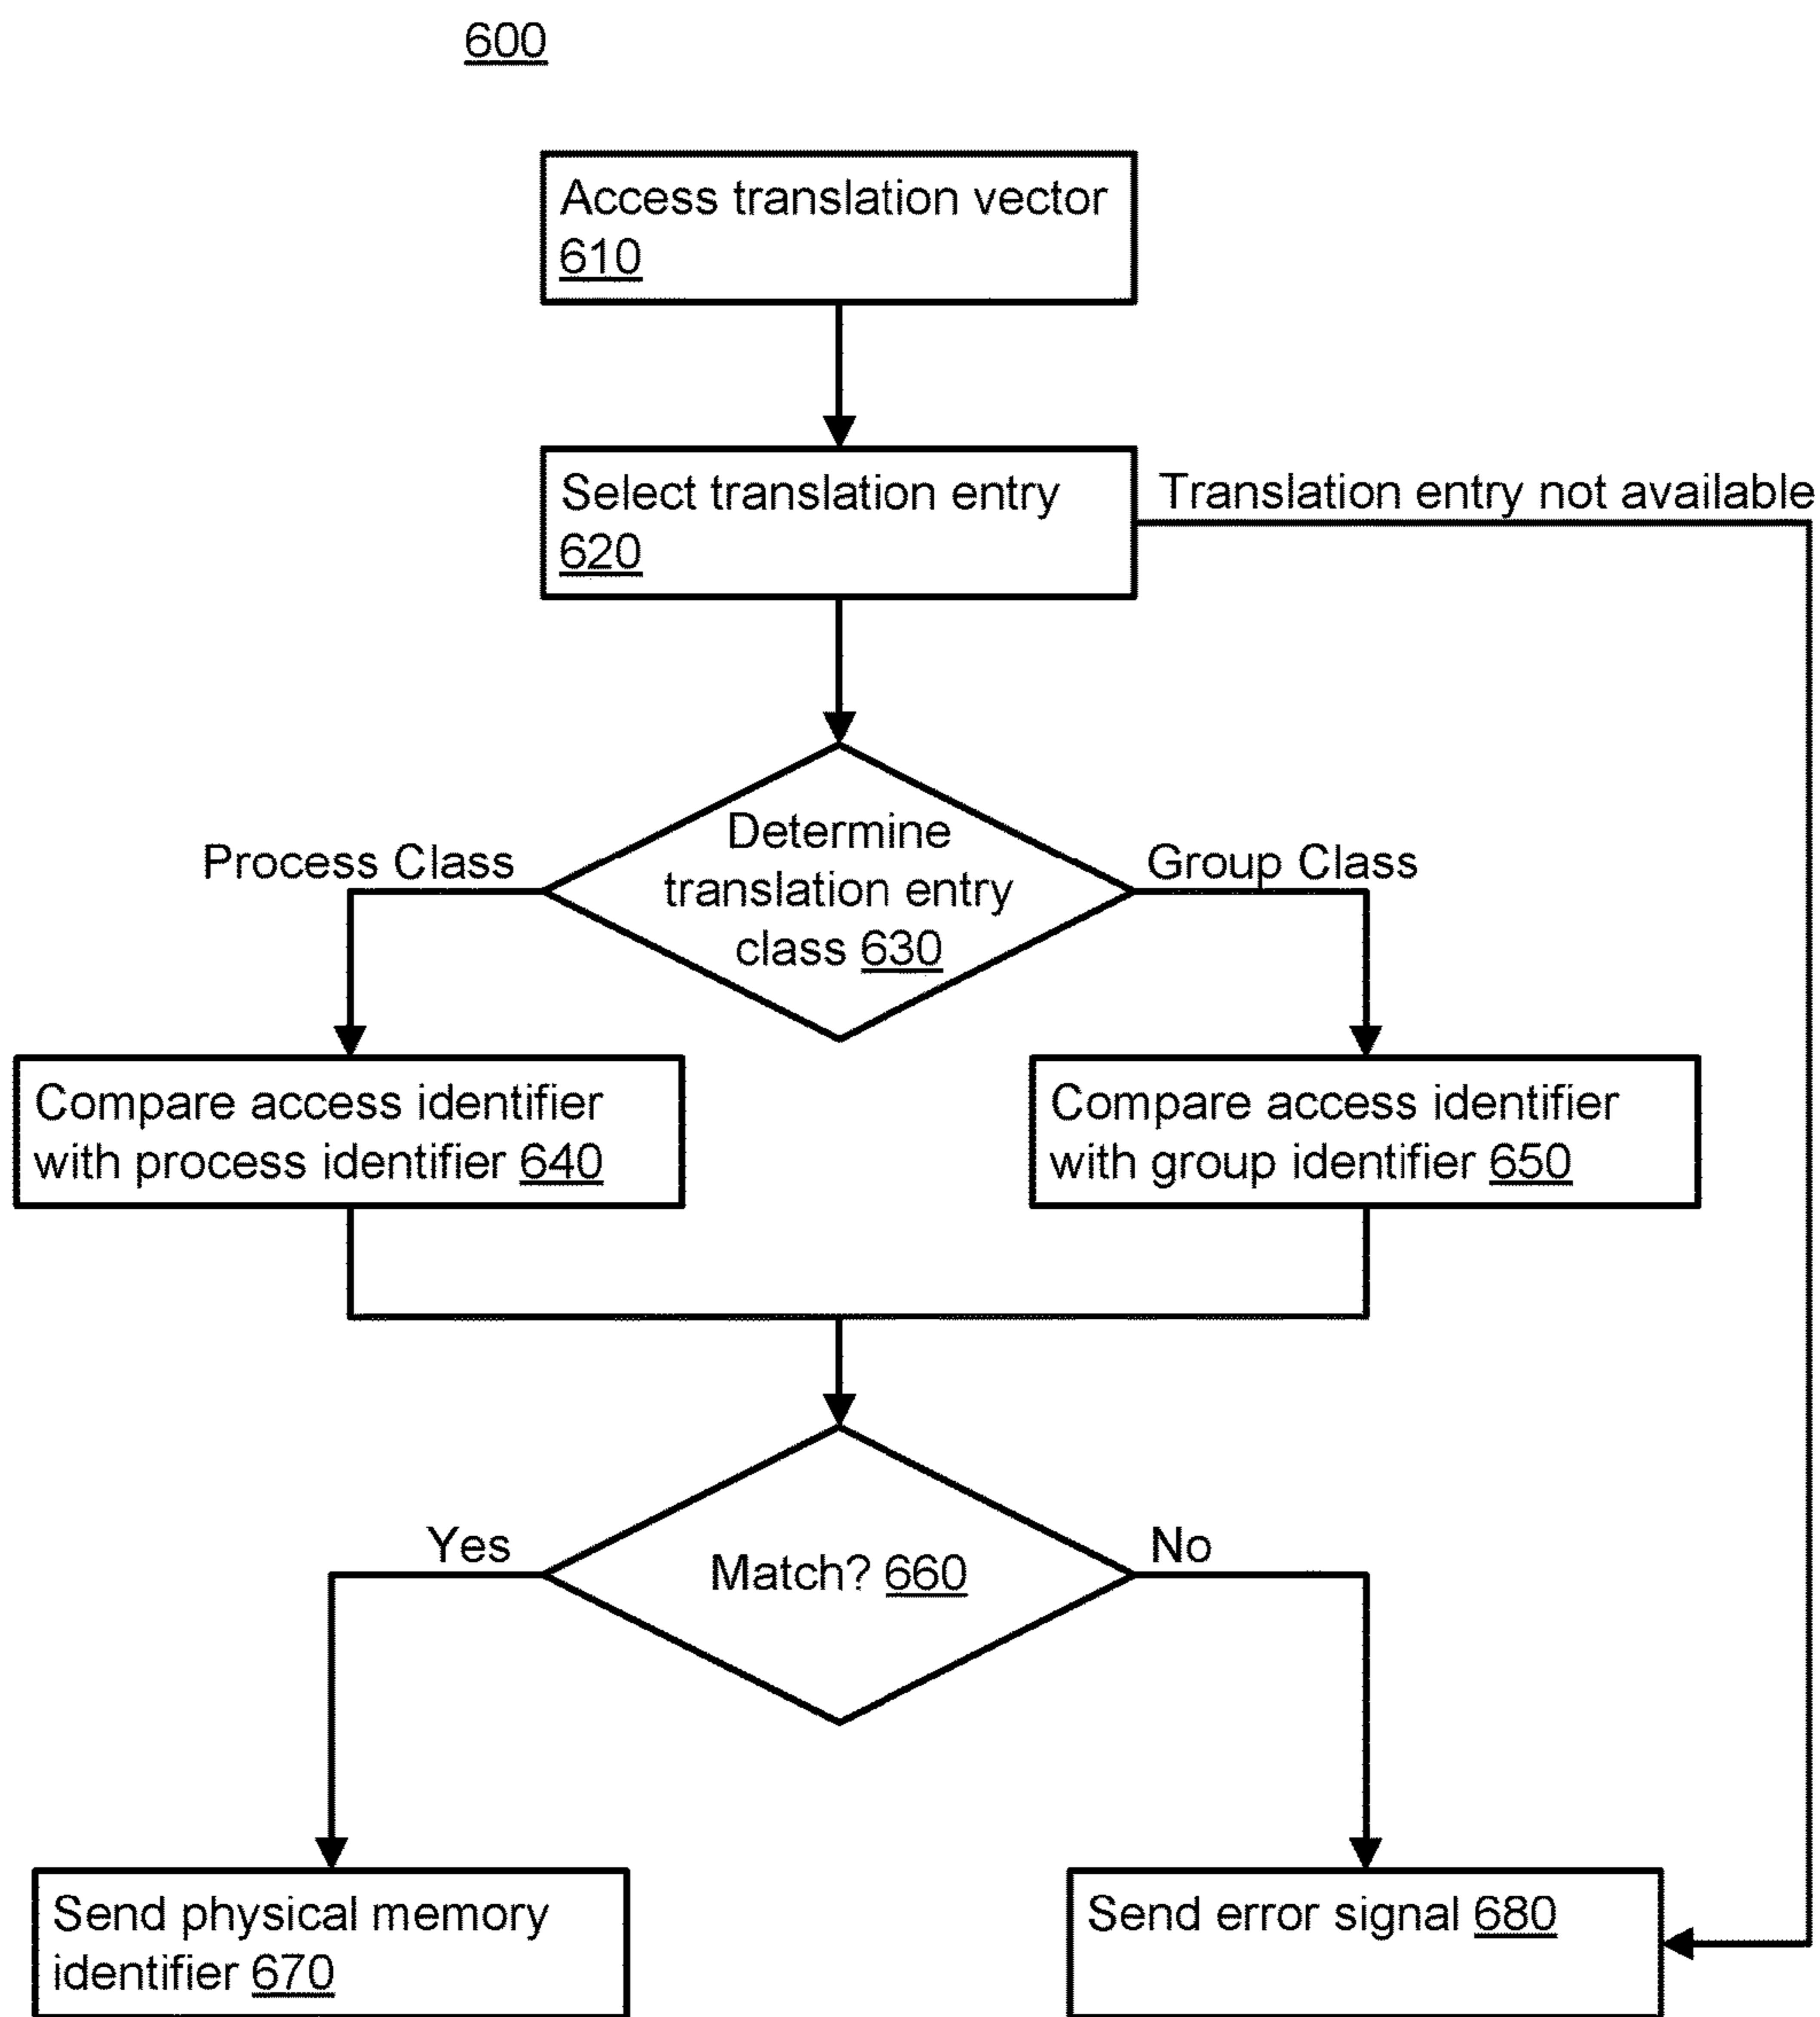 600
Access translation vector
610
Select translation entry
620
Translation entry not available
Determine
translation entry
class 630
Process Class
Group Class
Compare access identifier
with process identifier 640
Compare access identifier
with group identifier 650
Match? 660
Yes
No
Send physical memory
identifier 670
Send error signal 680